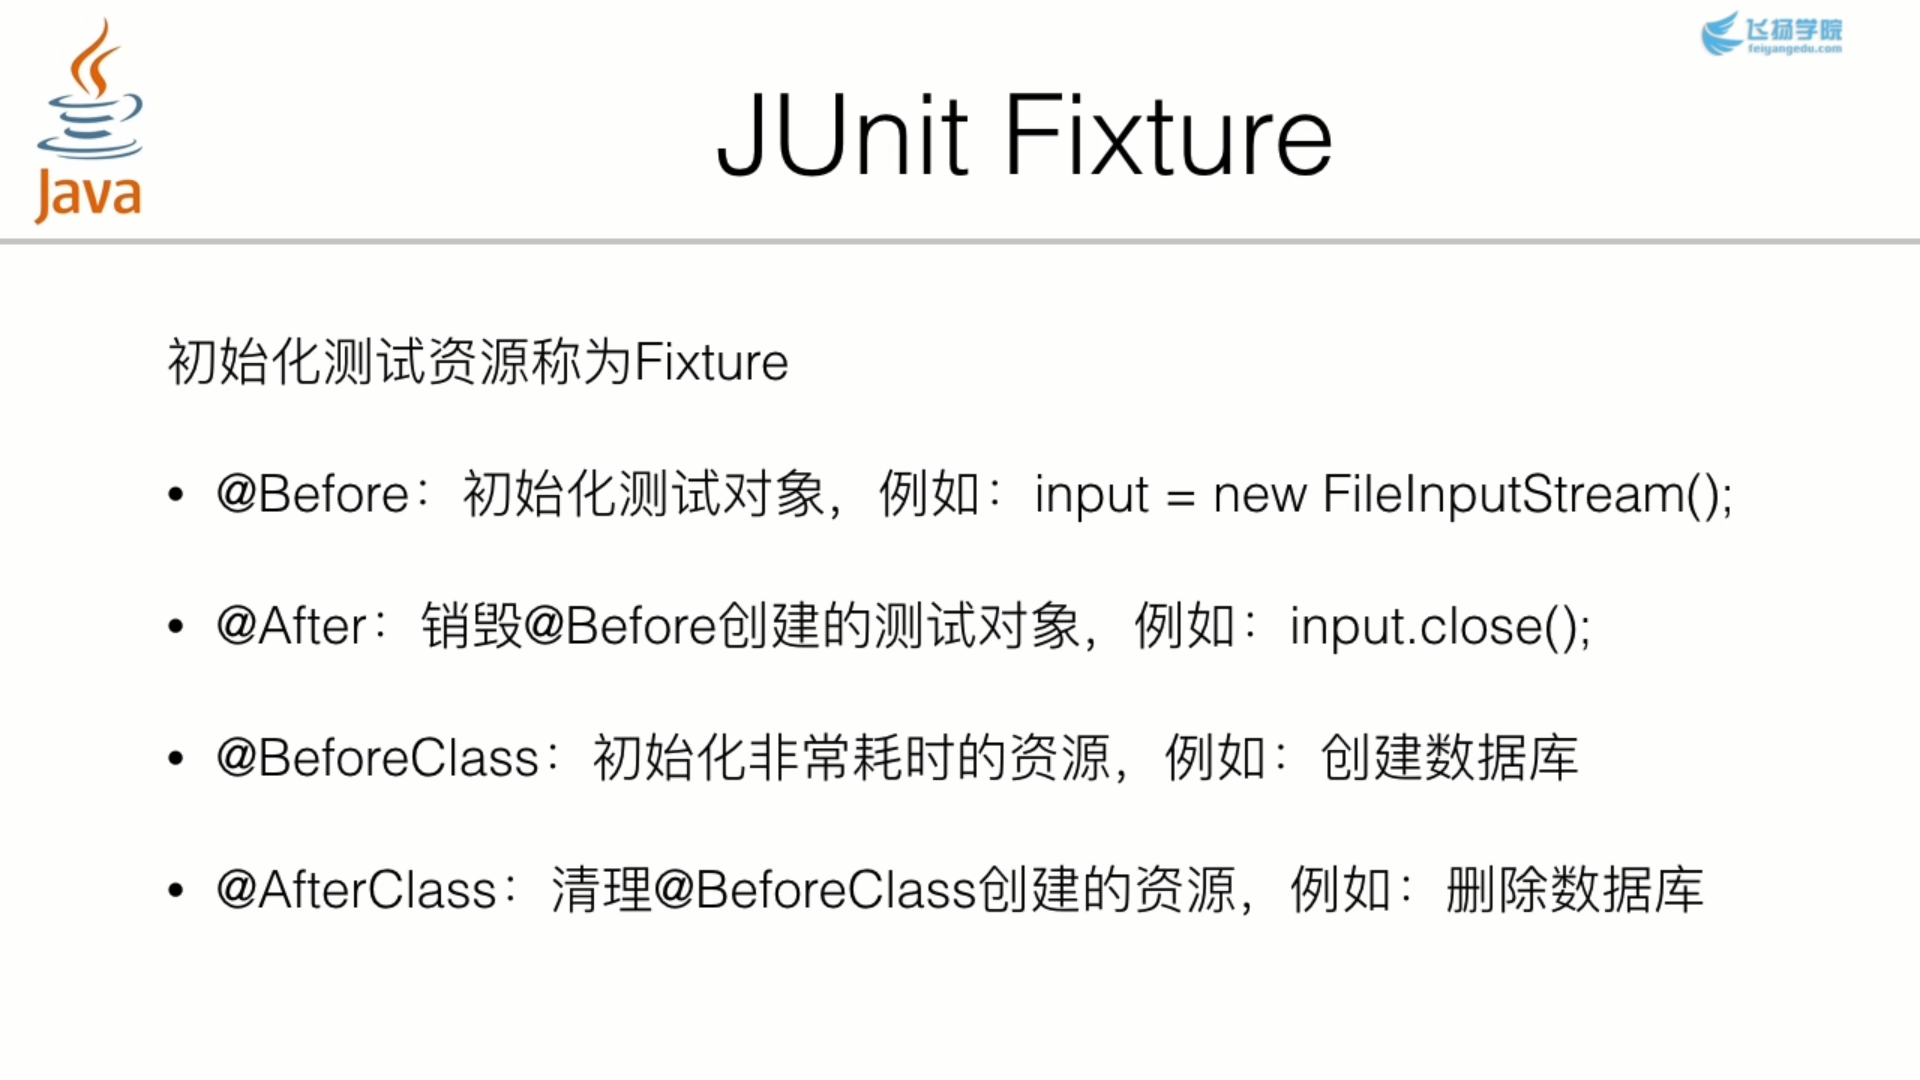 飞扬学院
feiyangedu.com
Java
JUnit Fixture
初始化测试资源称为Fixture
• @Before：初始化测试对象，例如：input = new FileInputStream();
• @After：销毁@Before创建的测试对象，例如：input.close();
• @BeforeClass：初始化非常耗时的资源，例如：创建数据库
• @AfterClass：清理@BeforeClass创建的资源，例如：删除数据库